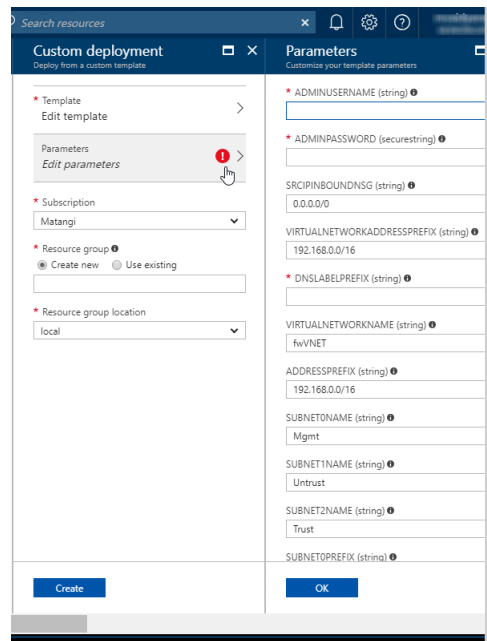 Search resources
Custom deployment
Deploy from a custom template
* Template
Edit template
Parameters
Edit parameters
* Subscription
Matangi
* Resource group
Create new Use existing
* Resource group location
local
Create
Parameters
Customize your template parameters
* ADMINUSERNAME (string)
* ADMINPASSWORD (securestring)
SRCIPINBOUNDNSG (string)
0.0.0.0/0
VIRTUALNETWORKADDRESSPREFIX (string)
192.168.0.0/16
* DNSLABELPREFIX (string)
VIRTUALNETWORKNAME (string)
fwVNET
ADDRESSPREFIX (string)
192.168.0.0/16
SUBNET0NAME (string)
Mgmt
SUBNET1NAME (string)
Untrust
SUBNET2NAME (string)
Trust
SUBNET0PREFIX (string)
OK